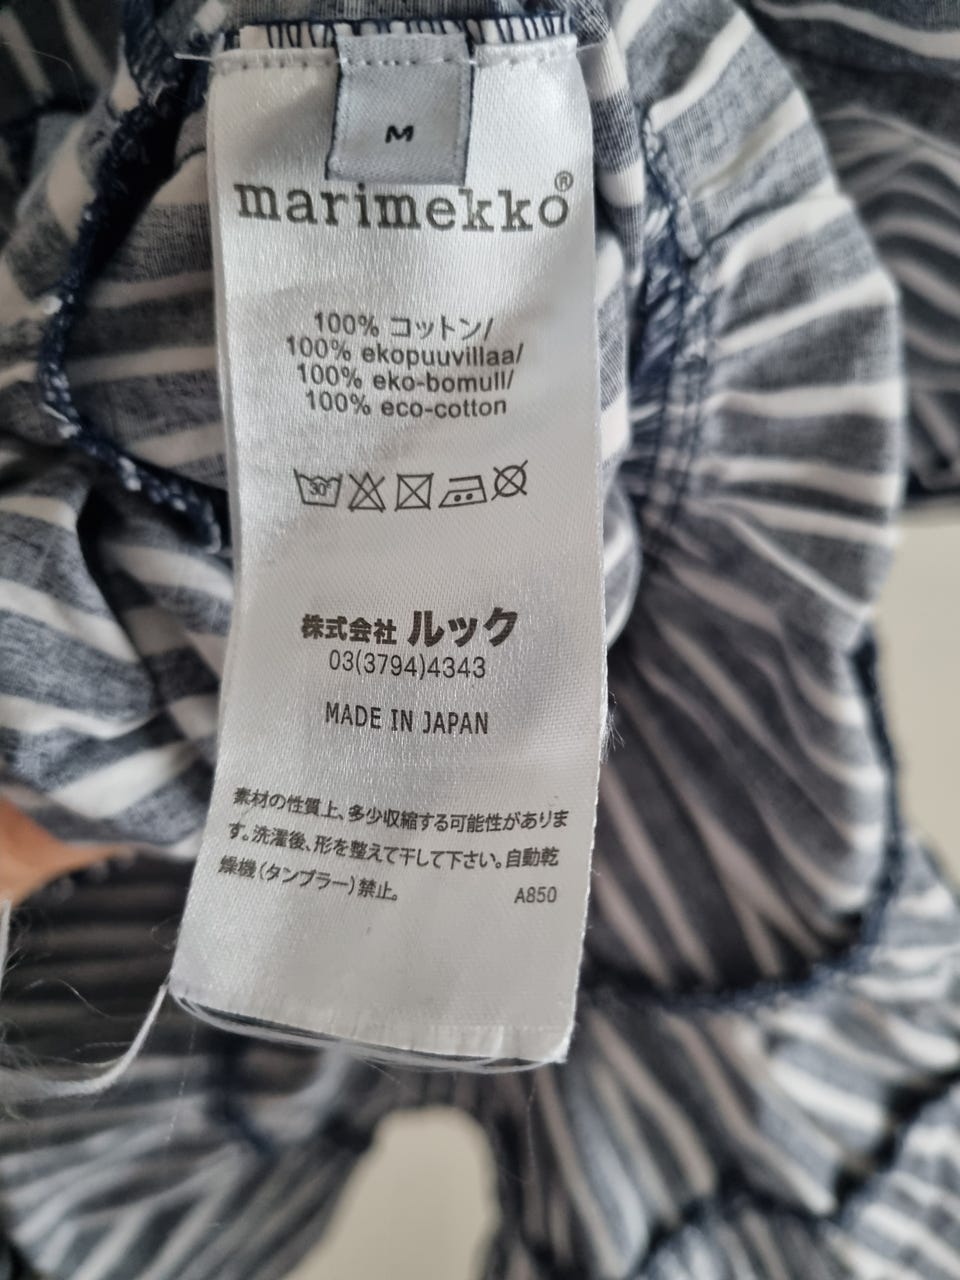 M
marimekko®
100% コットン/
100% ekopuuvillaa/
100% eko-bomull/
100% eco-cotton
30°
株式会社 ルック
03(3794)4343
MADE IN JAPAN
素材の性質上、多少収縮する可能性がありま
す。洗濯後、形を整えて干して下さい。自動乾
燥機(タンブラー)禁止。 A850